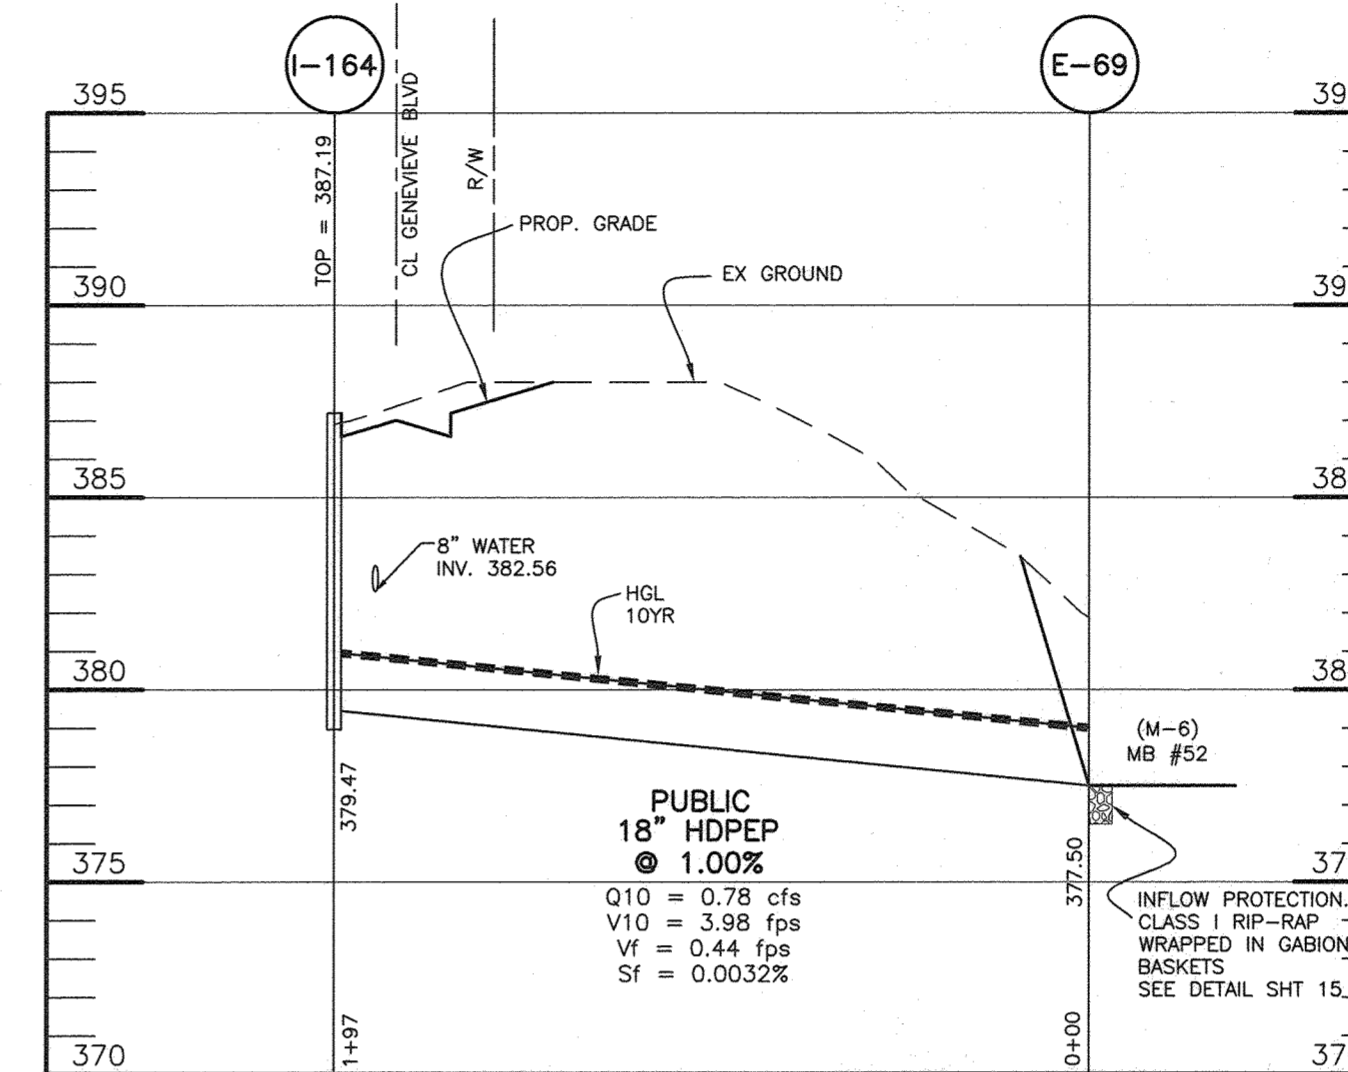 I-164
E-69
395
39
TOP = 387.19
CL GENEVIEVE BLVD
R/W
PROP. GRADE
EX GROUND
390
39
385
38
8" WATER
INV. 382.56
HGL
10YR
380
38
(M-6)
MB #52
379.47
PUBLIC
18" HDPEP
@ 1.00%
Q10 = 0.78 cfs
V10 = 3.98 fps
Vf = 0.44 fps
Sf = 0.0032%
377.50
375
37
INFLOW PROTECTION.
CLASS I RIP-RAP
WRAPPED IN GABION
BASKETS
SEE DETAIL SHT 15
1+97
0+00
370
37